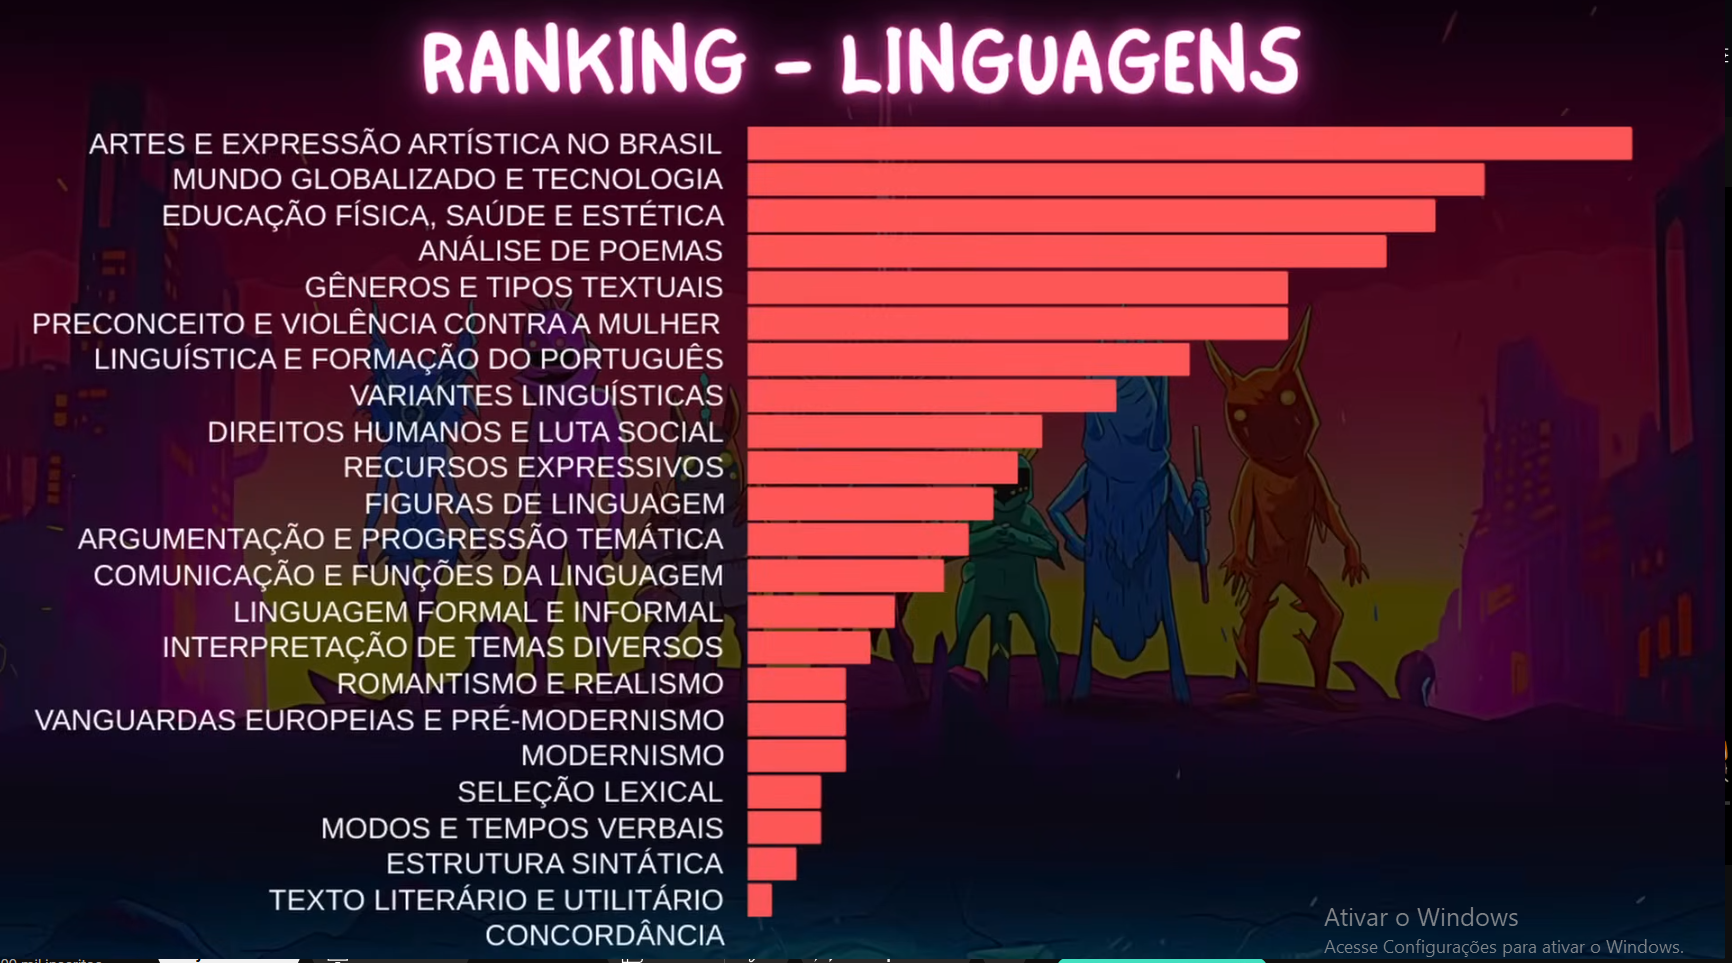 RANKING - LINGUAGENS
ARTES E EXPRESSÃO ARTÍSTICA NO BRASIL
MUNDO GLOBALIZADO E TECNOLOGIA
EDUCAÇÃO FÍSICA, SAÚDE E ESTÉTICA
ANÁLISE DE POEMAS
GÊNEROS E TIPOS TEXTUAIS
PRECONCEITO E VIOLÊNCIA CONTRA A MULHER
LINGUÍSTICA E FORMAÇÃO DO PORTUGUÊS
VARIANTES LINGUÍSTICAS
DIREITOS HUMANOS E LUTA SOCIAL
RECURSOS EXPRESSIVOS
FIGURAS DE LINGUAGEM
ARGUMENTAÇÃO E PROGRESSÃO TEMÁTICA
COMUNICAÇÃO E FUNÇÕES DA LINGUAGEM
LINGUAGEM FORMAL E INFORMAL
INTERPRETAÇÃO DE TEMAS DIVERSOS
ROMANTISMO E REALISMO
VANGUARDAS EUROPEIAS E PRÉ-MODERNISMO
MODERNISMO
SELEÇÃO LEXICAL
MODOS E TEMPOS VERBAIS
ESTRUTURA SINTÁTICA
TEXTO LITERÁRIO E UTILITÁRIO
CONCORDÂNCIA
Ativar o Windows
Acesse Configurações para ativar o Windows.